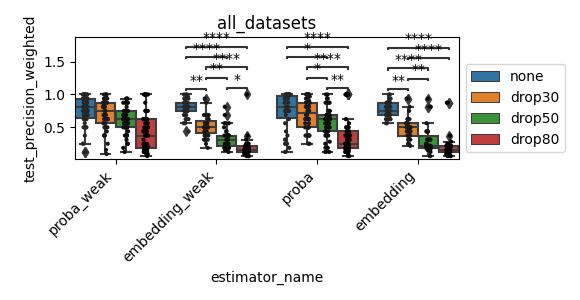 all_datasets
test_precision_weighted
1.5
1.0
0.5
****
****
****
**
**
*
****
*
**
*
**
****
****
***
**
**
none
drop30
drop50
drop80
proba_weak
embedding_weak
proba
embedding
estimator_name